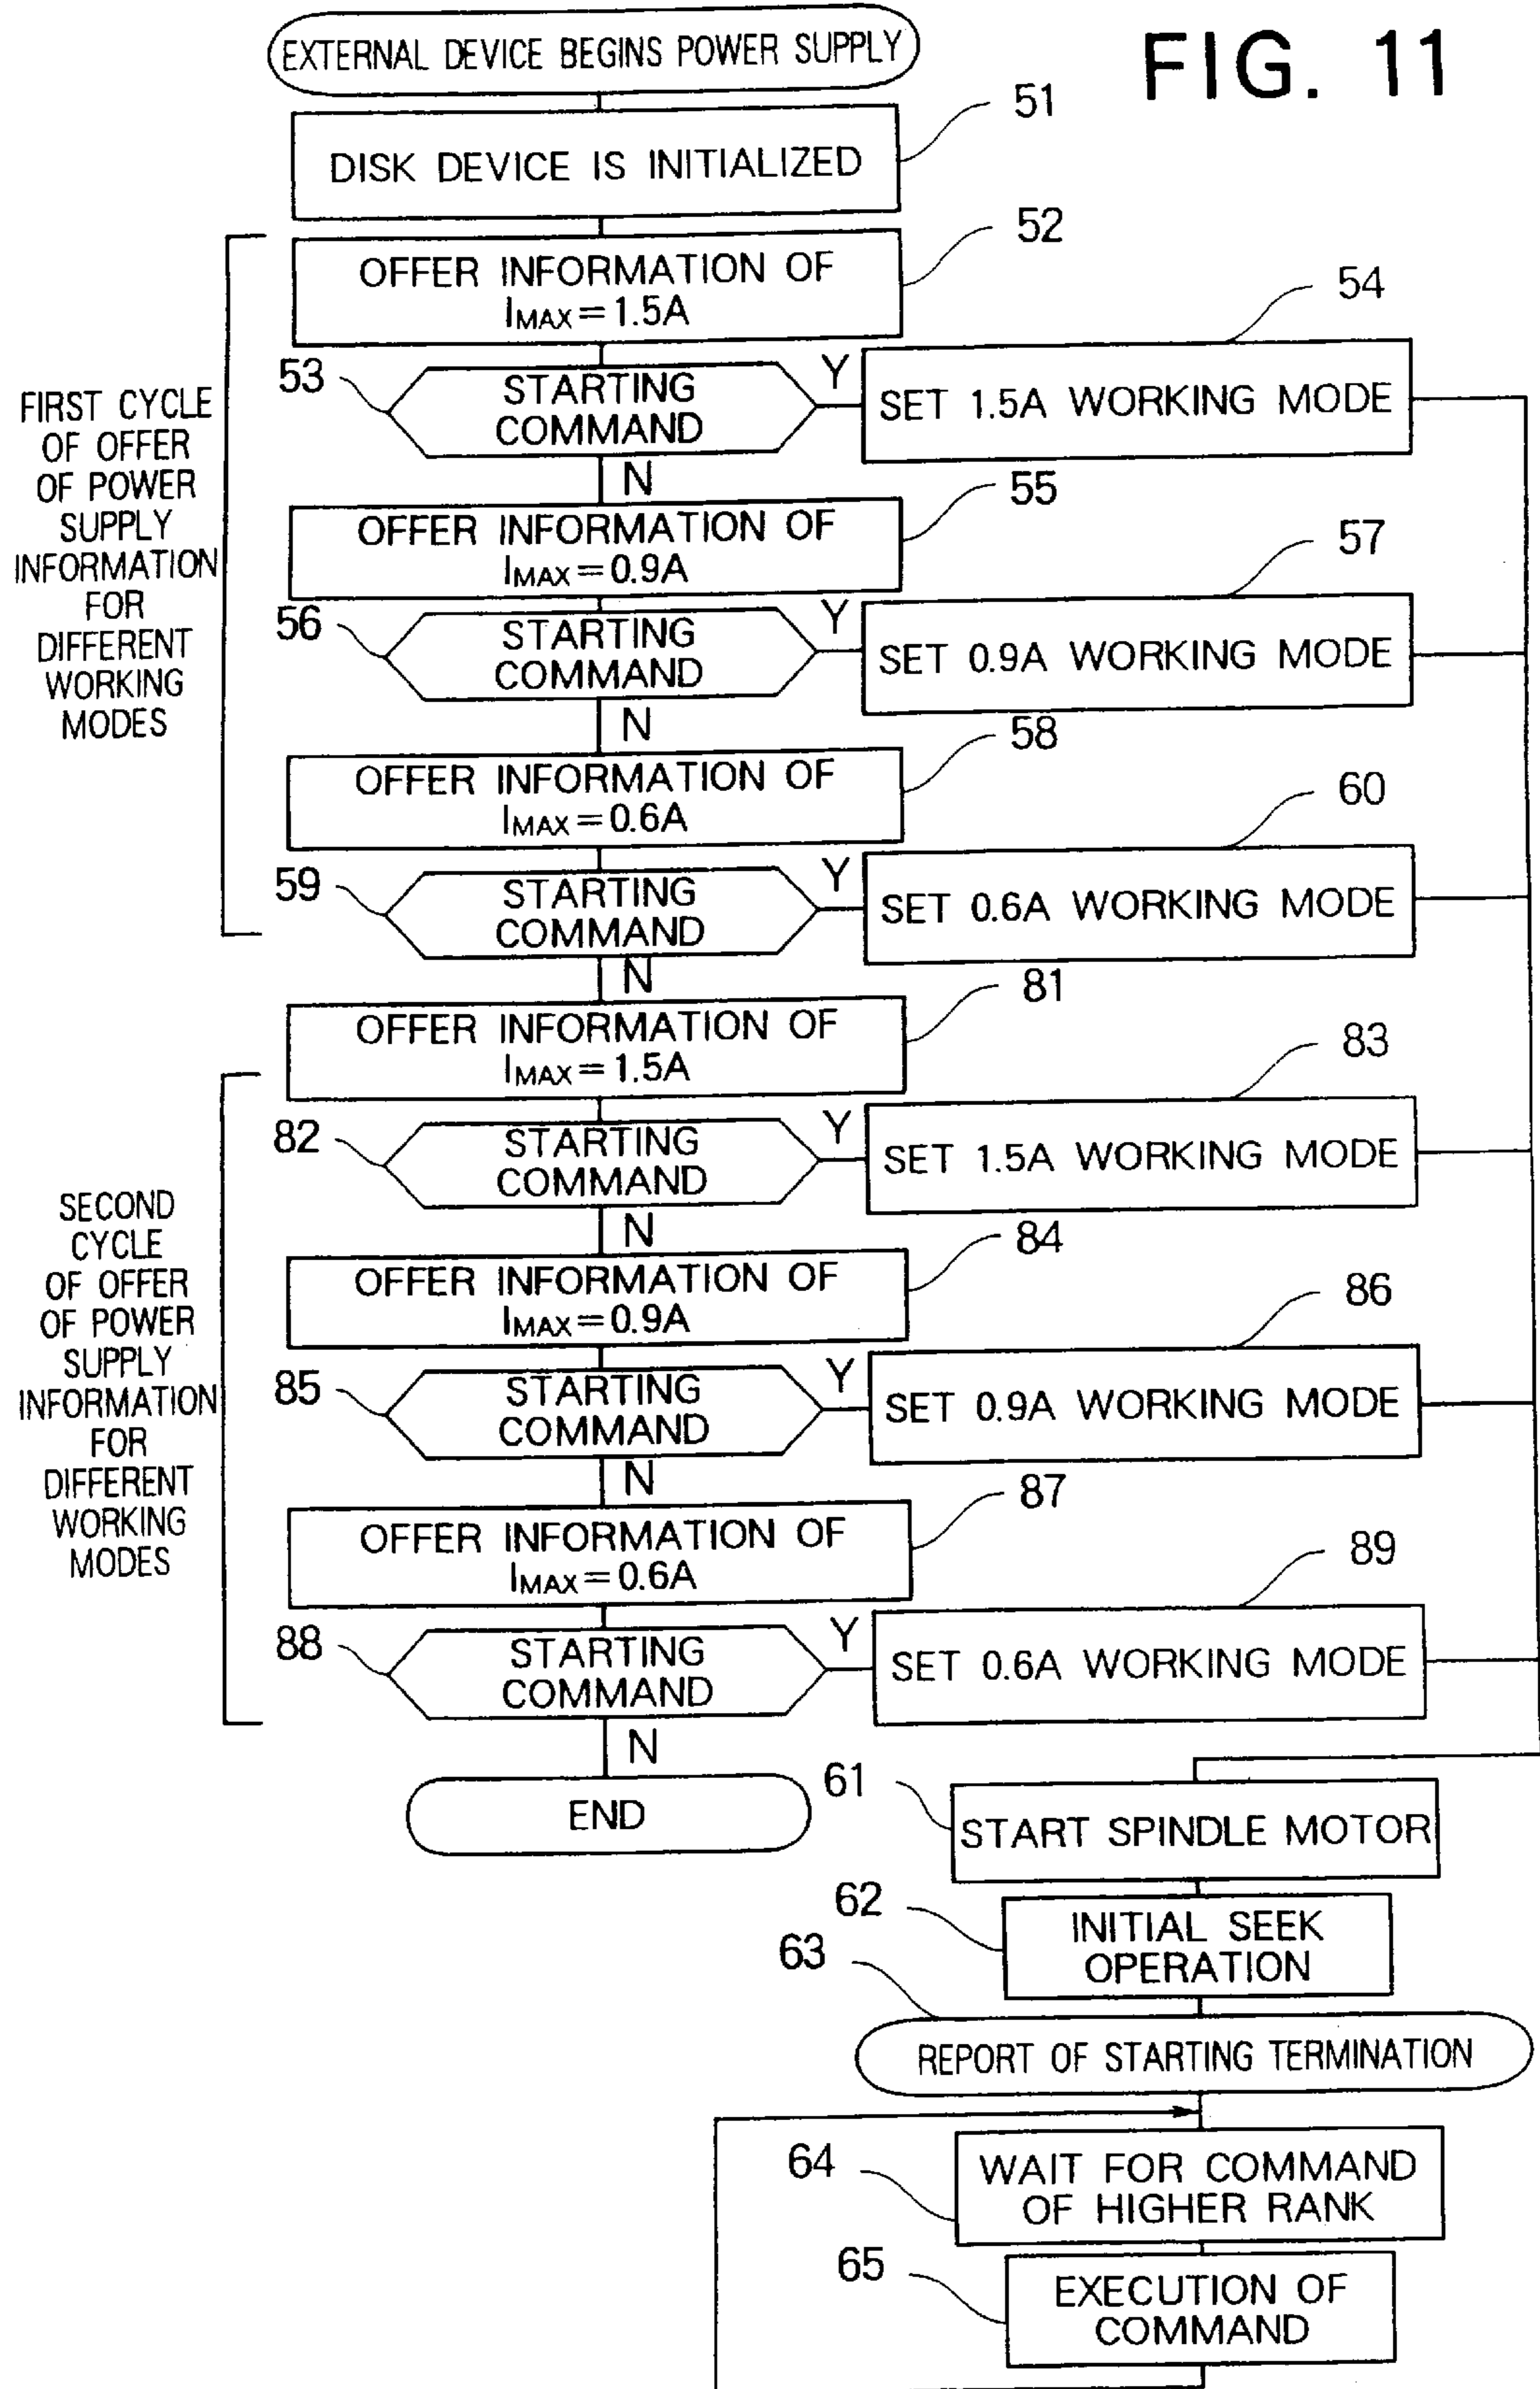 FIG. 11
EXTERNAL DEVICE BEGINS POWER SUPPLY
51
DISK DEVICE IS INITIALIZED
52
OFFER INFORMATION OF
IMAX = 1.5A
FIRST CYCLE
OF OFFER
OF POWER
SUPPLY
INFORMATION
FOR
DIFFERENT
WORKING
MODES
53
STARTING
COMMAND
Y
N
54
SET 1.5A WORKING MODE
55
OFFER INFORMATION OF
IMAX = 0.9A
56
STARTING
COMMAND
Y
N
57
SET 0.9A WORKING MODE
58
OFFER INFORMATION OF
IMAX = 0.6A
59
STARTING
COMMAND
Y
N
60
SET 0.6A WORKING MODE
81
OFFER INFORMATION OF
IMAX = 1.5A
SECOND
CYCLE
OF OFFER
OF POWER
SUPPLY
INFORMATION
FOR
DIFFERENT
WORKING
MODES
82
STARTING
COMMAND
Y
N
83
SET 1.5A WORKING MODE
84
OFFER INFORMATION OF
IMAX = 0.9A
85
STARTING
COMMAND
Y
N
86
SET 0.9A WORKING MODE
87
OFFER INFORMATION OF
IMAX = 0.6A
88
STARTING
COMMAND
Y
N
89
SET 0.6A WORKING MODE
END
61
START SPINDLE MOTOR
62
INITIAL SEEK
OPERATION
63
REPORT OF STARTING TERMINATION
64
WAIT FOR COMMAND
OF HIGHER RANK
65
EXECUTION OF
COMMAND